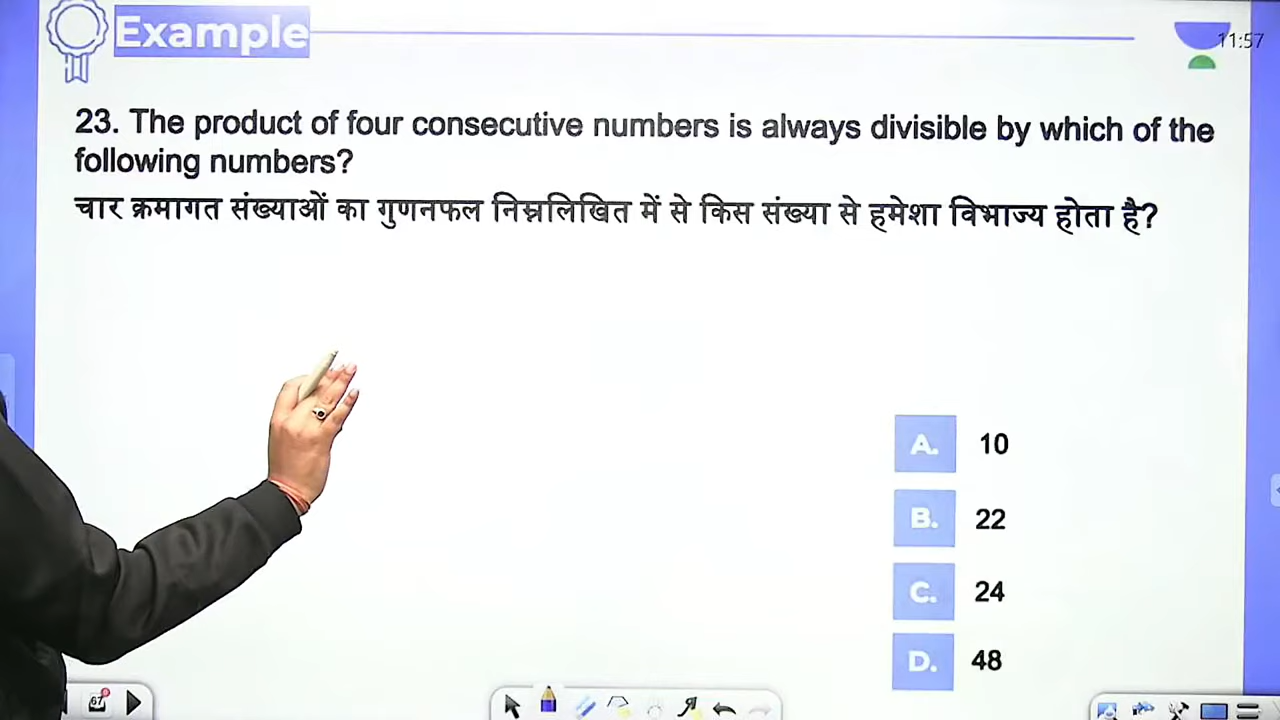 Example
11:57
23. The product of four consecutive numbers is always divisible by which of the
following numbers?
चार क्रमागत संख्याओं का गुणनफल निम्नलिखित में से किस संख्या से हमेशा विभाज्य होता है?
A. 10
B. 22
C. 24
D. 48
67